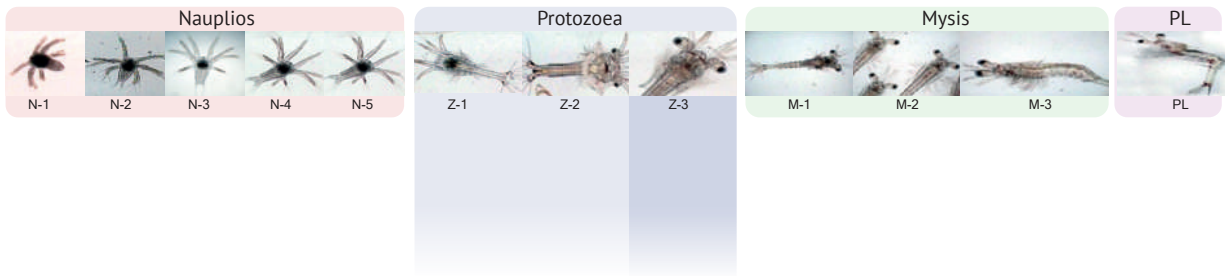 Nauplios
Protozoea
Mysis
PL
N-1
N-2
N-3
N-4
N-5
Z-1
Z-2
Z-3
M-1
M-2
M-3
PL